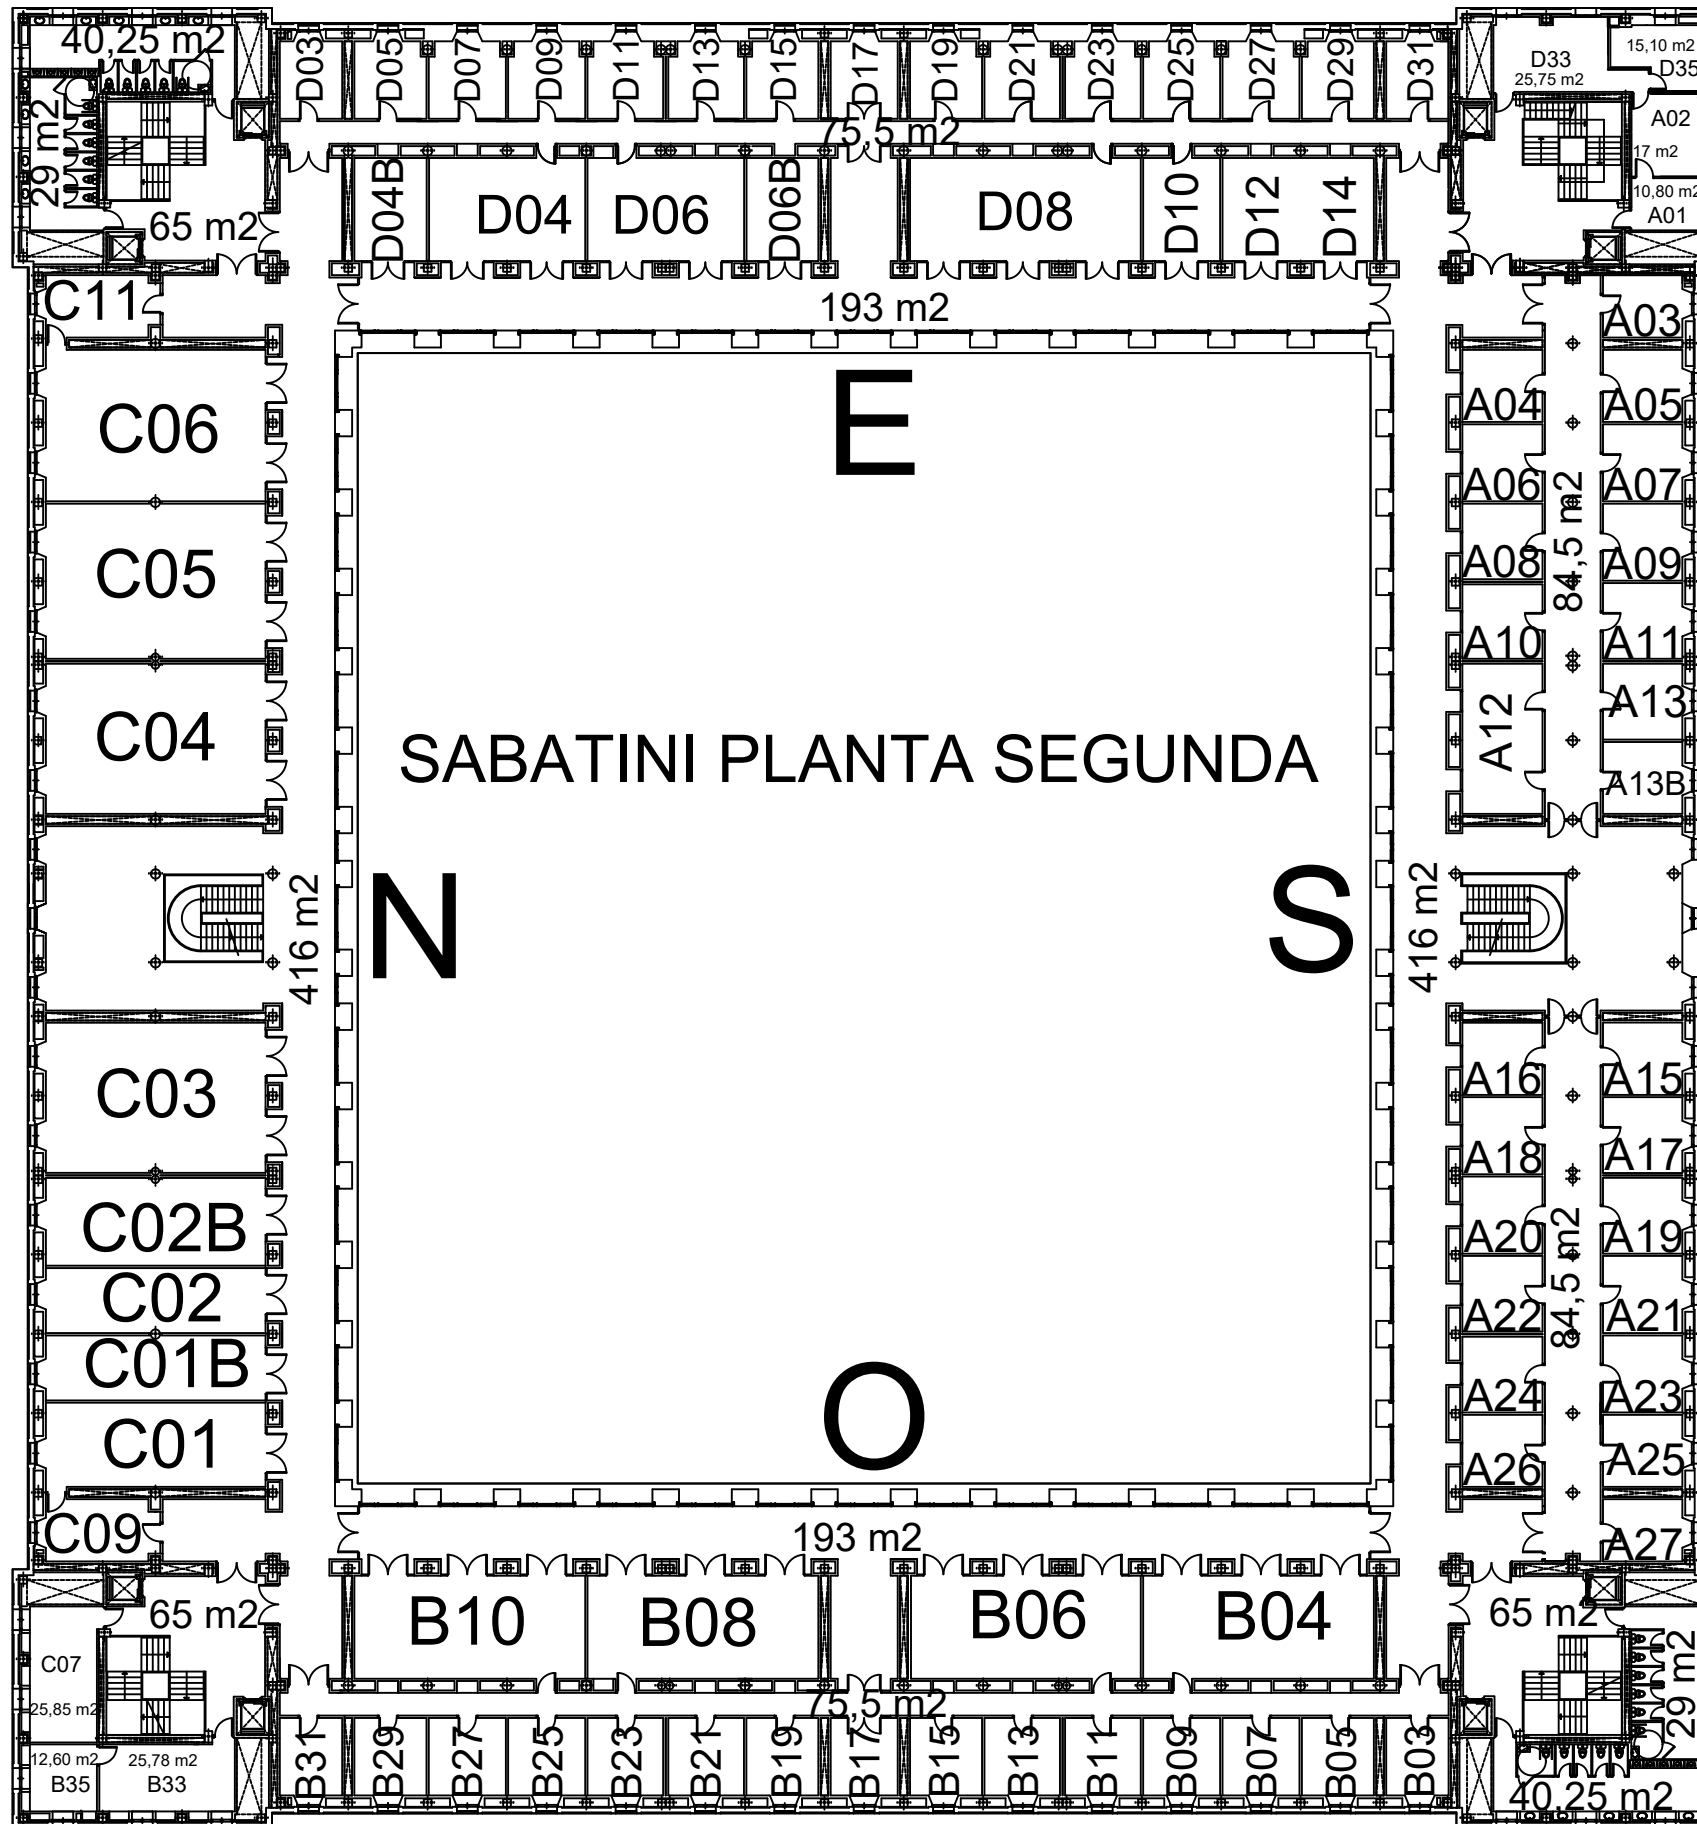 40,25 m2
D03
D05
D07
D09
D11
D13
D15
D17
D19
D21
D23
D25
D27
D29
D31
D33
25,75 m2
15,10 m2
D35
29 m2
75,5 m2
A02
17 m2
10,80 m2
A01
65 m2
D04B
D04
D06
D06B
D08
D10
D12
D14
C11
193 m2
A03
C06
E
A04
A05
A06
A07
84,5 m2
C05
A08
A09
A10
A11
C04
SABATINI PLANTA SEGUNDA
A12
A13
A13B
416 m2
N
S
416 m2
C03
A16
A15
A18
A17
C02B
A20
A19
84,5 m2
C02
A22
A21
C01B
A24
A23
C01
O
A26
A25
C09
193 m2
A27
65 m2
B10
B08
B06
B04
65 m2
C07
25,85 m2
29 m2
75,5 m2
12,60 m2
B35
25,78 m2
B33
B31
B29
B27
B25
B23
B21
B19
B17
B15
B13
B11
B09
B07
B05
B03
40,25 m2